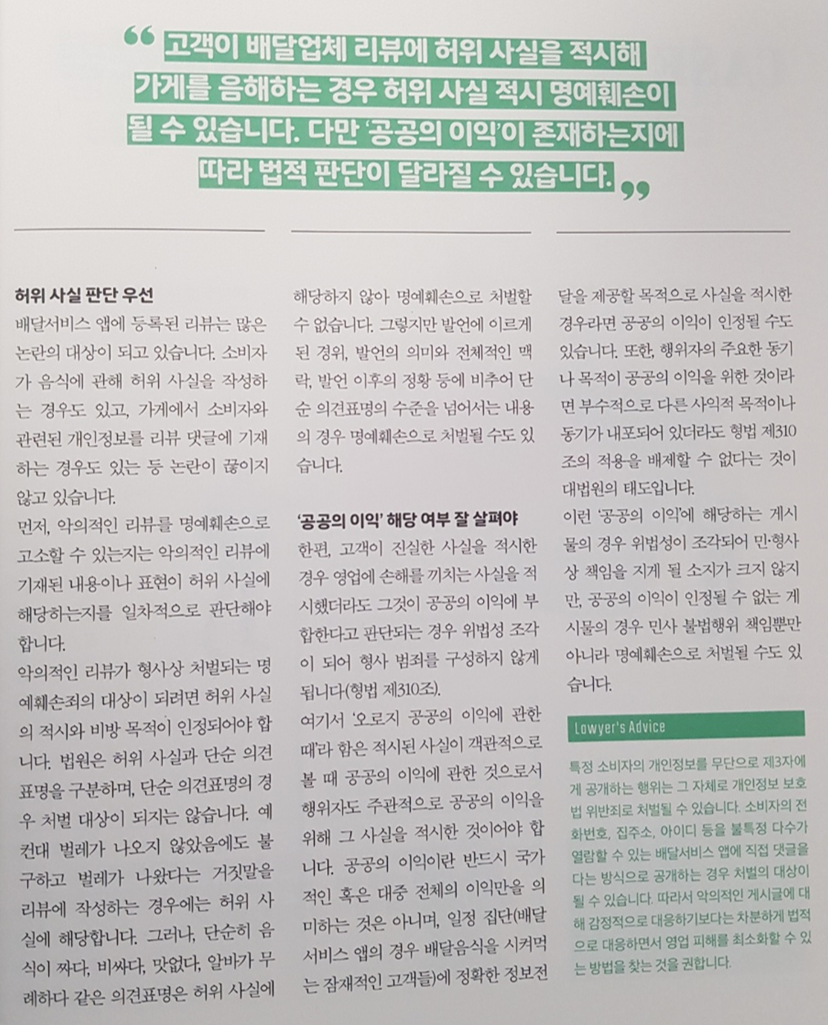 “ 고객이 배달업체 리뷰에 허위 사실을 적시해
가게를 음해하는 경우 허위 사실 적시 명예훼손이
될 수 있습니다. 다만 ‘공공의 이익’이 존재하는지에
따라 법적 판단이 달라질 수 있습니다. ”
허위 사실 판단 우선
배달서비스 앱에 등록된 리뷰는 많은
논란의 대상이 되고 있습니다. 소비자
가 음식에 관해 허위 사실을 작성하
는 경우도 있고, 가게에서 소비자와
관련된 개인정보를 리뷰 댓글에 기재
하는 경우도 있는 등 논란이 끊이지
않고 있습니다.
먼저, 악의적인 리뷰를 명예훼손으로
고소할 수 있는지는 악의적인 리뷰에
기재된 내용이나 표현이 허위 사실에
해당하는지를 일차적으로 판단해야
합니다.
악의적인 리뷰가 형사상 처벌되는 명
예훼손죄의 대상이 되려면 허위 사실
의 적시와 비방 목적이 인정되어야 합
니다. 법원은 허위 사실과 단순 의견
표명을 구분하며, 단순 의견표명의 경
우 처벌 대상이 되지는 않습니다. 예
컨대 벌레가 나오지 않았음에도 불
구하고 벌레가 나왔다는 거짓말을
리뷰에 작성하는 경우에는 허위 사
실에 해당합니다. 그러나, 단순히 음
식이 짜다, 비싸다, 맛없다, 알바가 무
례하다 같은 의견표명은 허위 사실에
해당하지 않아 명예훼손으로 처벌할
수 없습니다. 그렇지만 발언에 이르게
된 경위, 발언의 의미와 전체적인 맥
락, 발언 이후의 정황 등에 비추어 단
순 의견표명의 수준을 넘어서는 내용
의 경우 명예훼손으로 처벌될 수도 있
습니다.
‘공공의 이익’ 해당 여부 잘 살펴야
한편, 고객이 진실한 사실을 적시한
경우 영업에 손해를 끼치는 사실을 적
시했더라도 그것이 공공의 이익에 부
합한다고 판단되는 경우 위법성 조각
이 되어 형사 범죄를 구성하지 않게
됩니다(형법 제310조).
여기서 ‘오로지 공공의 이익에 관한
때’라 함은 적시된 사실이 객관적으로
볼 때 공공의 이익에 관한 것으로서
행위자도 주관적으로 공공의 이익을
위해 그 사실을 적시한 것이어야 합
니다. 공공의 이익이란 반드시 국가
적인 혹은 대중 전체의 이익만을 의
미하는 것은 아니며, 일정 집단(배달
서비스 앱의 경우 배달음식을 시켜먹
는 잠재적인 고객들)에 정확한 정보전
달을 제공할 목적으로 사실을 적시한
경우라면 공공의 이익이 인정될 수도
있습니다. 또한, 행위자의 주요한 동기
나 목적이 공공의 이익을 위한 것이라
면 부수적으로 다른 사익적 목적이나
동기가 내포되어 있더라도 형법 제310
조의 적용을 배제할 수 없다는 것이
대법원의 태도입니다.
이런 ‘공공의 이익’에 해당하는 게시
물의 경우 위법성이 조각되어 민·형사
상 책임을 지게 될 소지가 크지 않지
만, 공공의 이익이 인정될 수 없는 게
시물의 경우 민사 불법행위 책임뿐만
아니라 명예훼손으로 처벌될 수도 있
습니다.
Lawyer's Advice
특정 소비자의 개인정보를 무단으로 제3자에
게 공개하는 행위는 그 자체로 개인정보 보호
법 위반죄로 처벌될 수 있습니다. 소비자의 전
화번호, 집주소, 아이디 등을 불특정 다수가
열람할 수 있는 배달서비스 앱에 직접 댓글을
다는 방식으로 공개하는 경우 처벌의 대상이
될 수 있습니다. 따라서 악의적인 게시글에 대
해 감정적으로 대응하기보다는 차분하게 법적
으로 대응하면서 영업 피해를 최소화할 수 있
는 방법을 찾는 것을 권합니다.